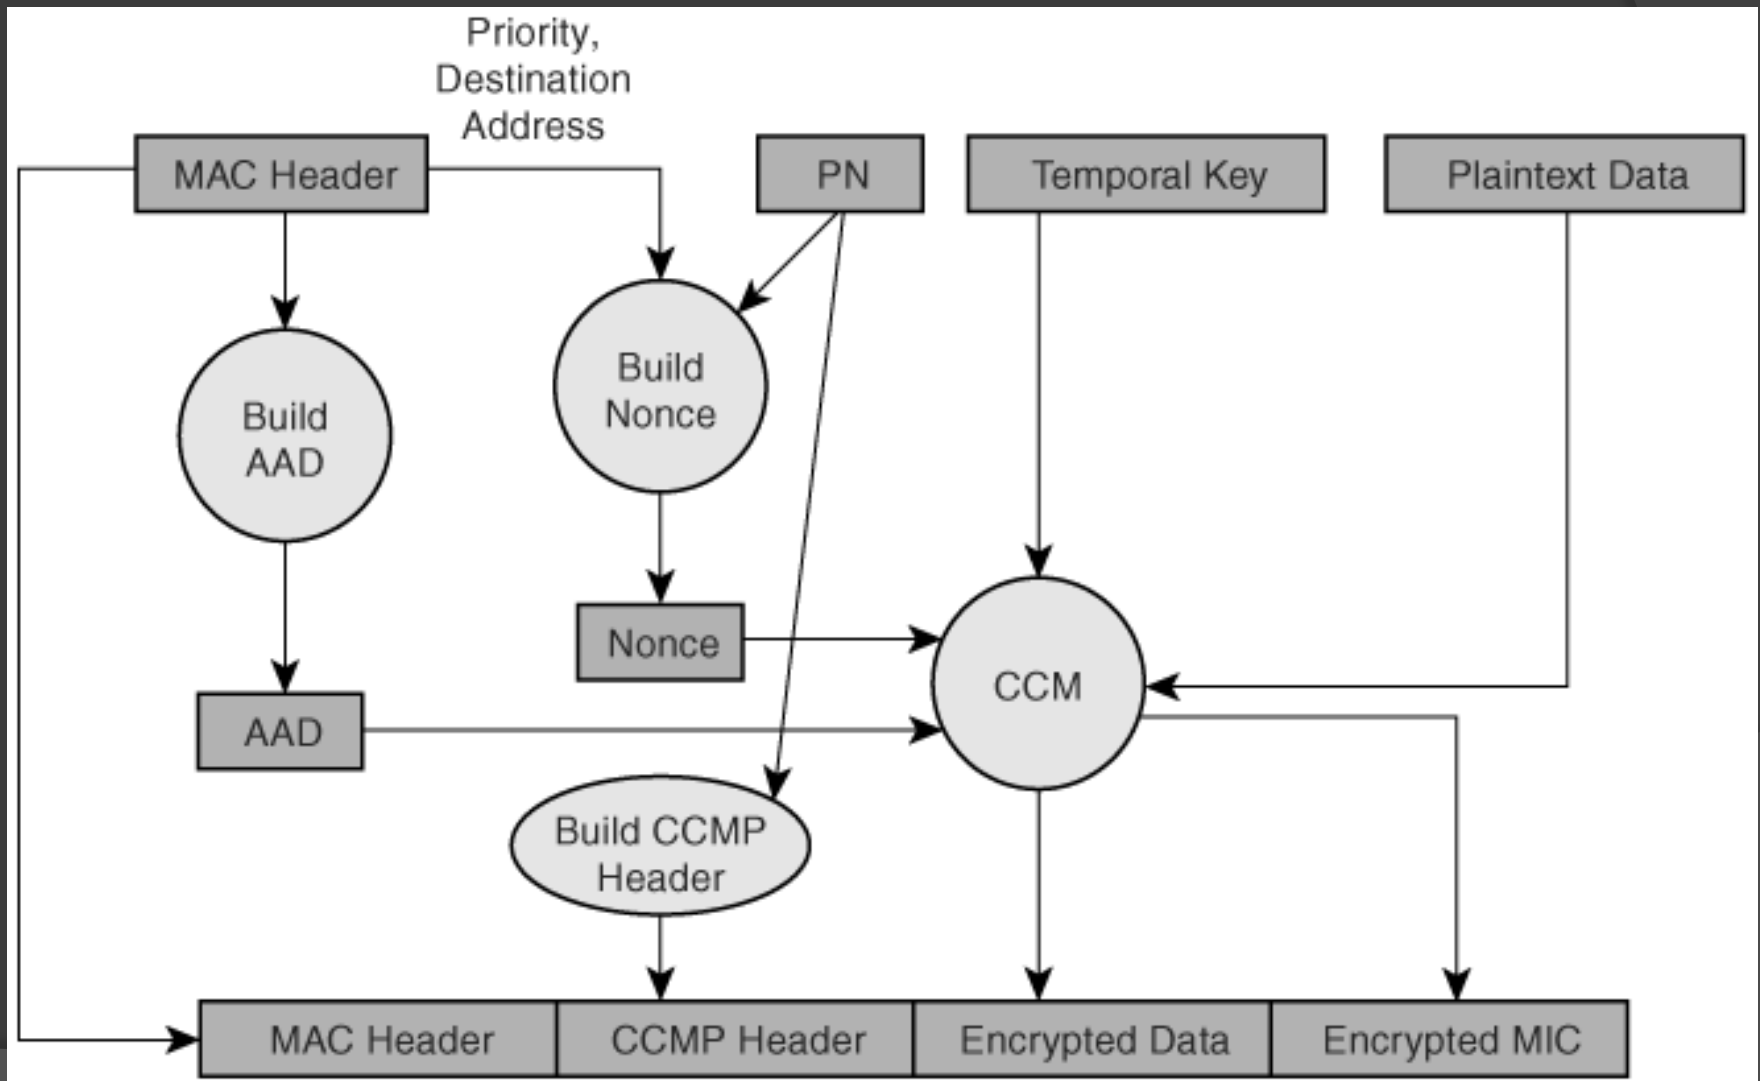 Priority,
Destination
Address
MAC Header
PN
Temporal Key
Plaintext Data
Build
Nonce
Build
AAD
Nonce
CCM
AAD
Build CCMP
Header
MAC Header
CCMP Header
Encrypted Data
Encrypted MIC